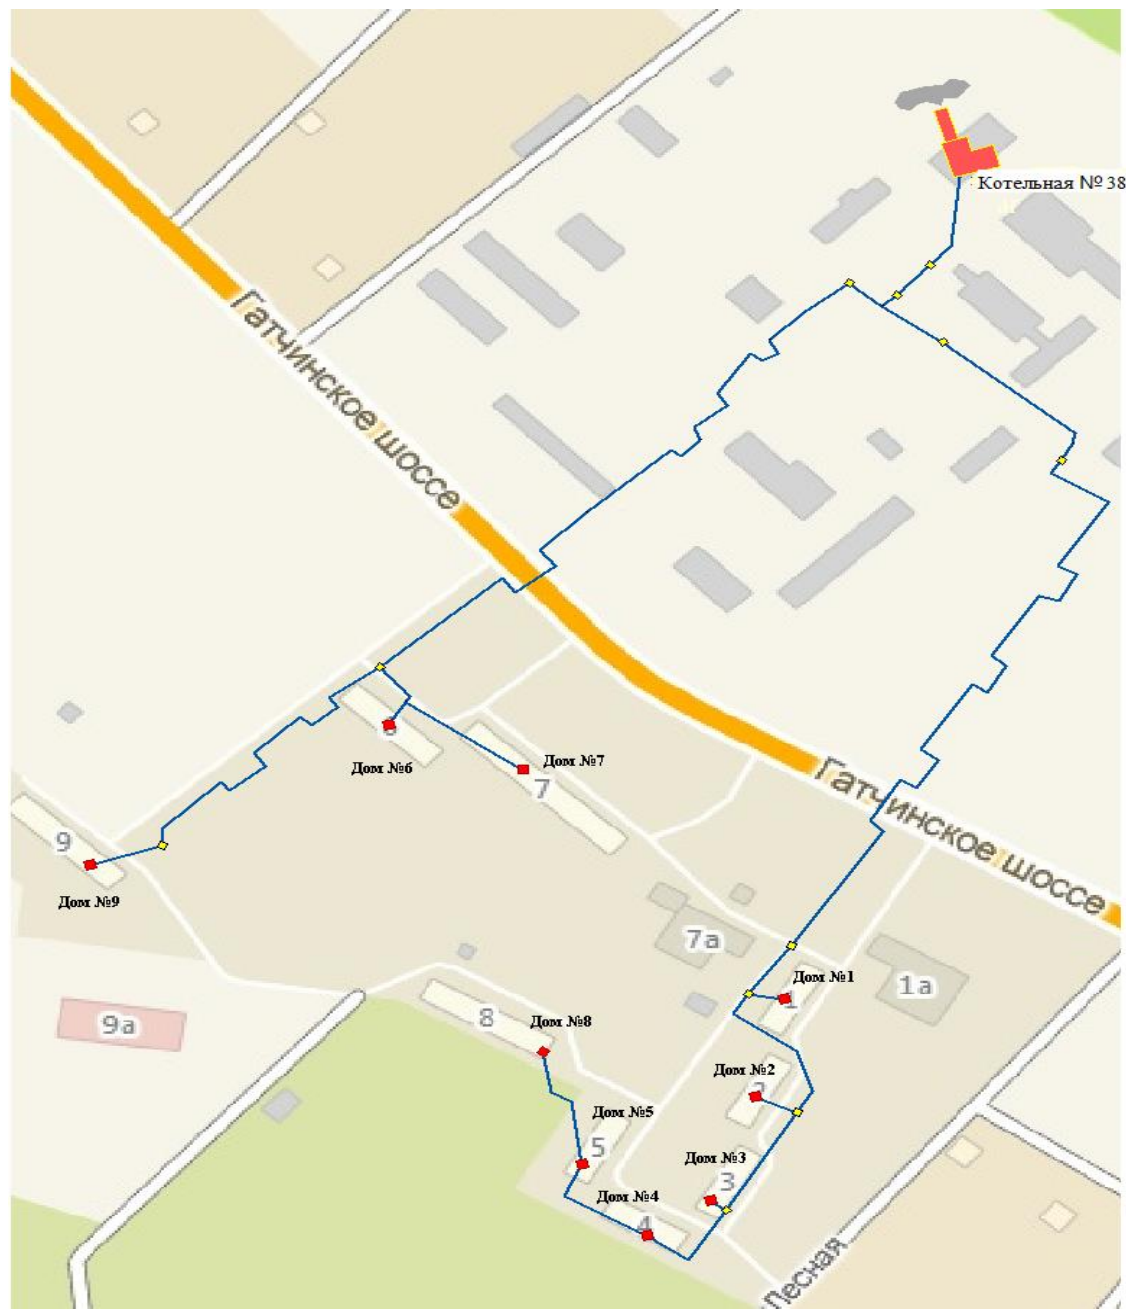 Котельная № 38
Гатчинское шоссе
6
Дом №6
Дом №7
7
Гатчинское шоссе
9
Дом №9
7а
Дом №1
1
1а
9а
8
Дом №8
Дом №2
2
Дом №5
5
Дом №3
3
Дом №4
4
Лесная